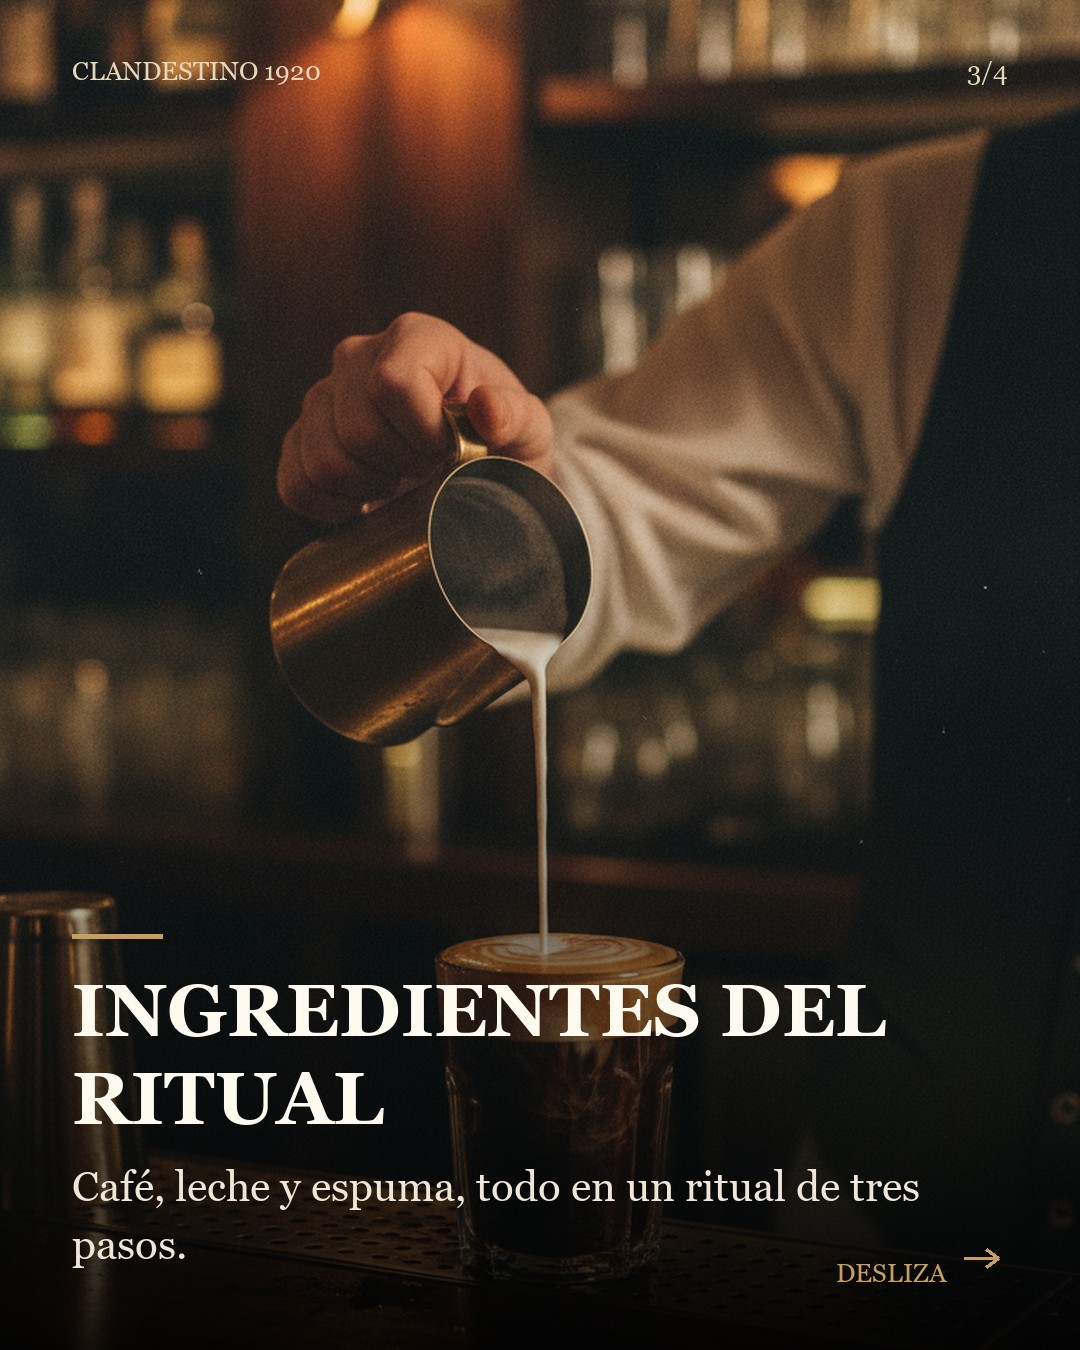 CLANDESTINO 1920
3/4
INGREDIENTES DEL
RITUAL
Café, leche y espuma, todo en un ritual de tres
pasos.
DESLIZA